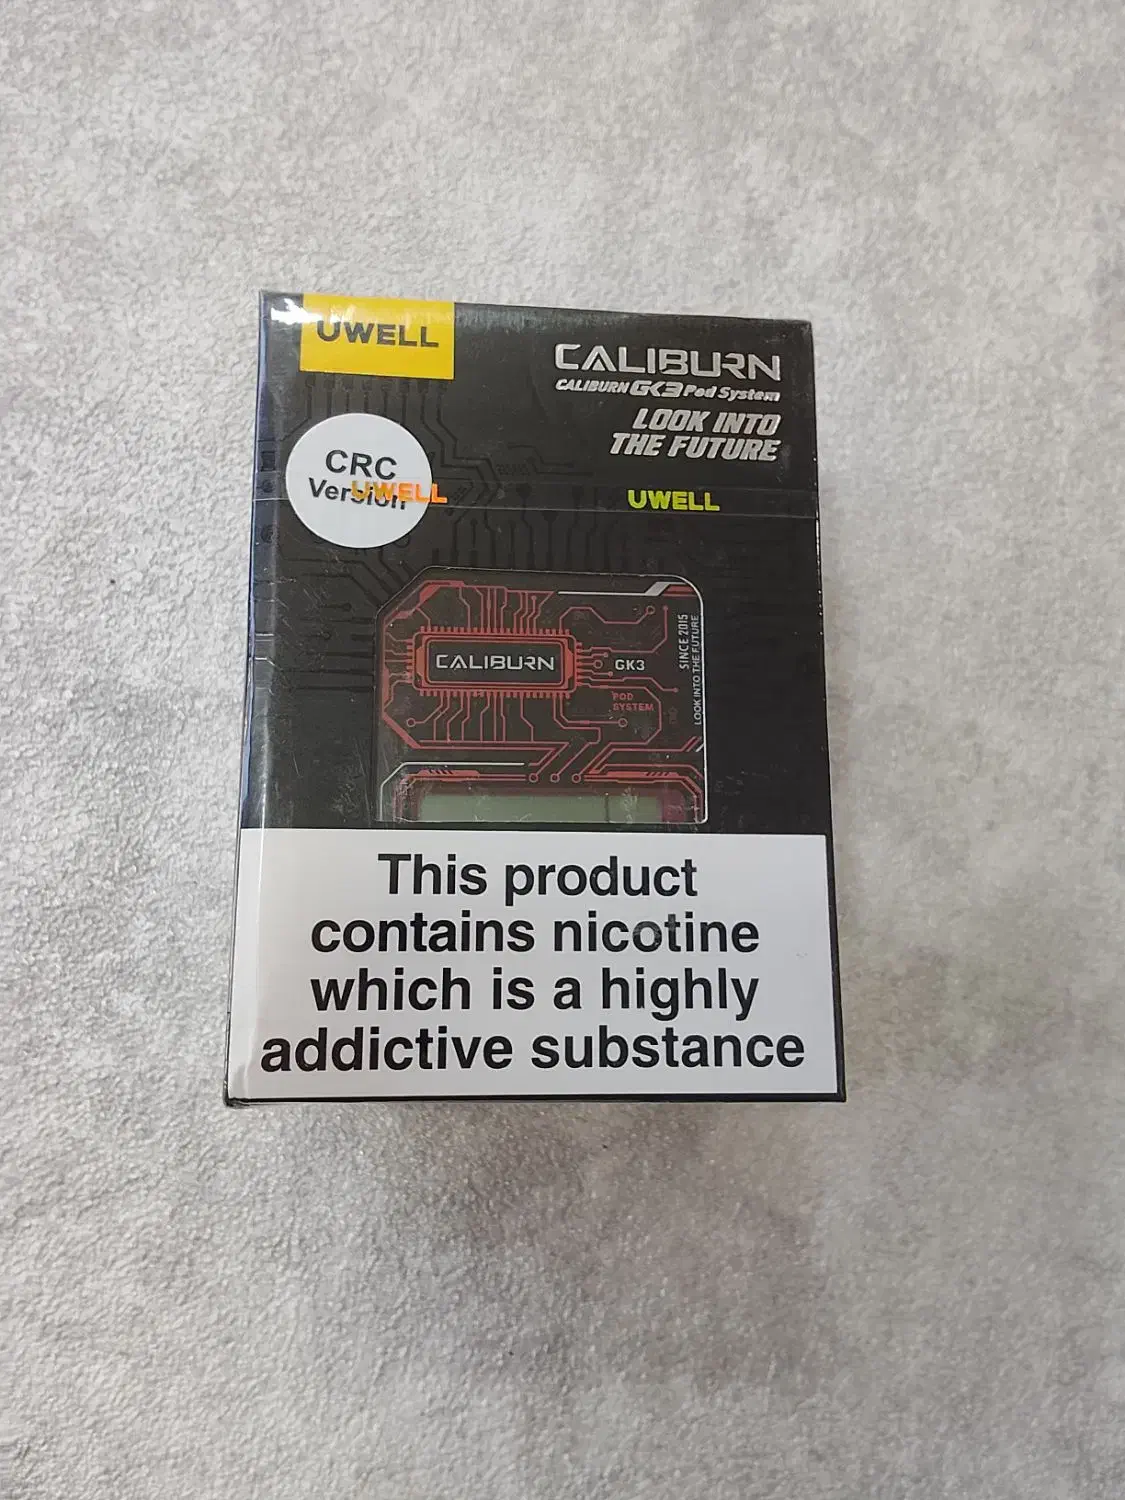 UWELL
CALIBURN
CALIBURN GK3 Pod System
LOOK INTO
THE FUTURE
CRC
Version
UWELL
UWELL
CALIBURN
GK3
POD
SYSTEM
SINCE 2015
LOOK INTO THE FUTURE
This product
contains nicotine
which is a highly
addictive substance